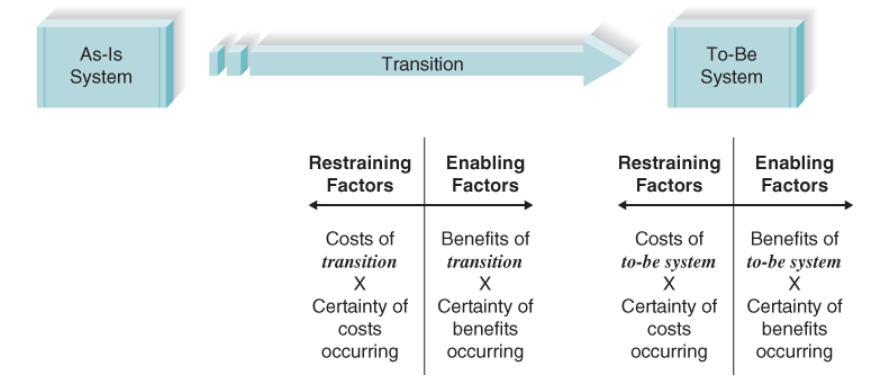 As-Is
System
Transition
To-Be
System
Restraining
Factors
Enabling
Factors
Restraining
Factors
Enabling
Factors
Costs of
transition
X
Certainty of
costs
occurring
Benefits of
transition
X
Certainty of
benefits
occurring
Costs of
to-be system
X
Certainty of
costs
occurring
Benefits of
to-be system
X
Certainty of
benefits
occurring